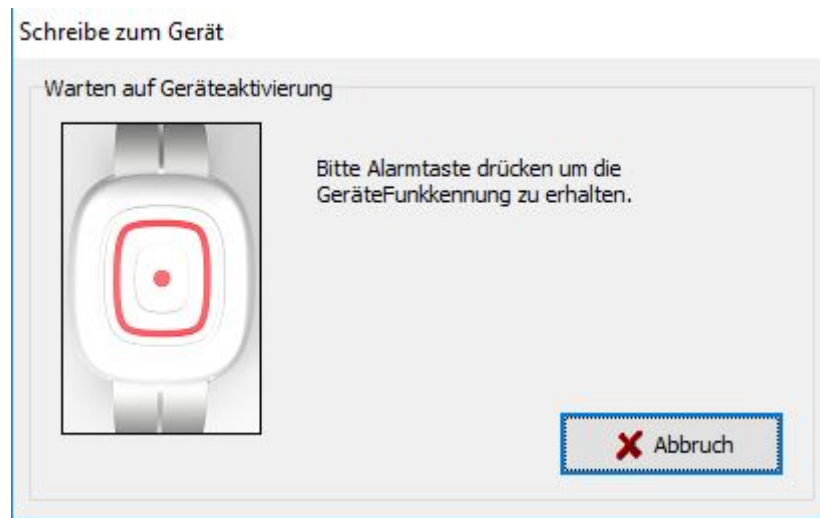 Schreibe zum Gerät
Warten auf Geräteaktivierung
Bitte Alarmtaste drücken um die
GeräteFunkkennung zu erhalten.
Abbruch